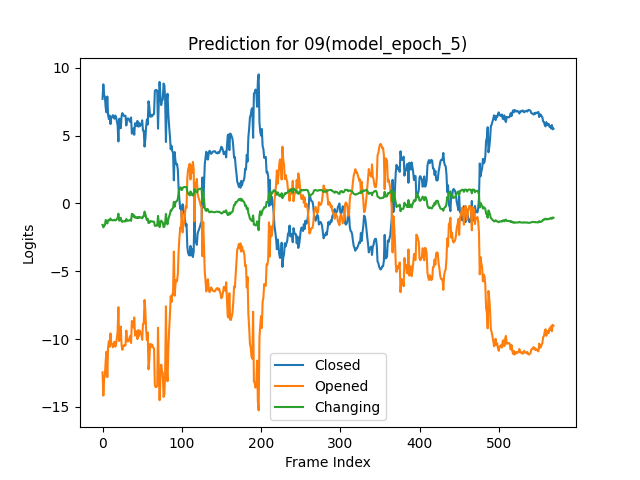 Prediction for 09(model_epoch_5)
10
5
0
−5
−10
−15
Logits
Closed
Opened
Changing
0
100
200
300
400
500
Frame Index